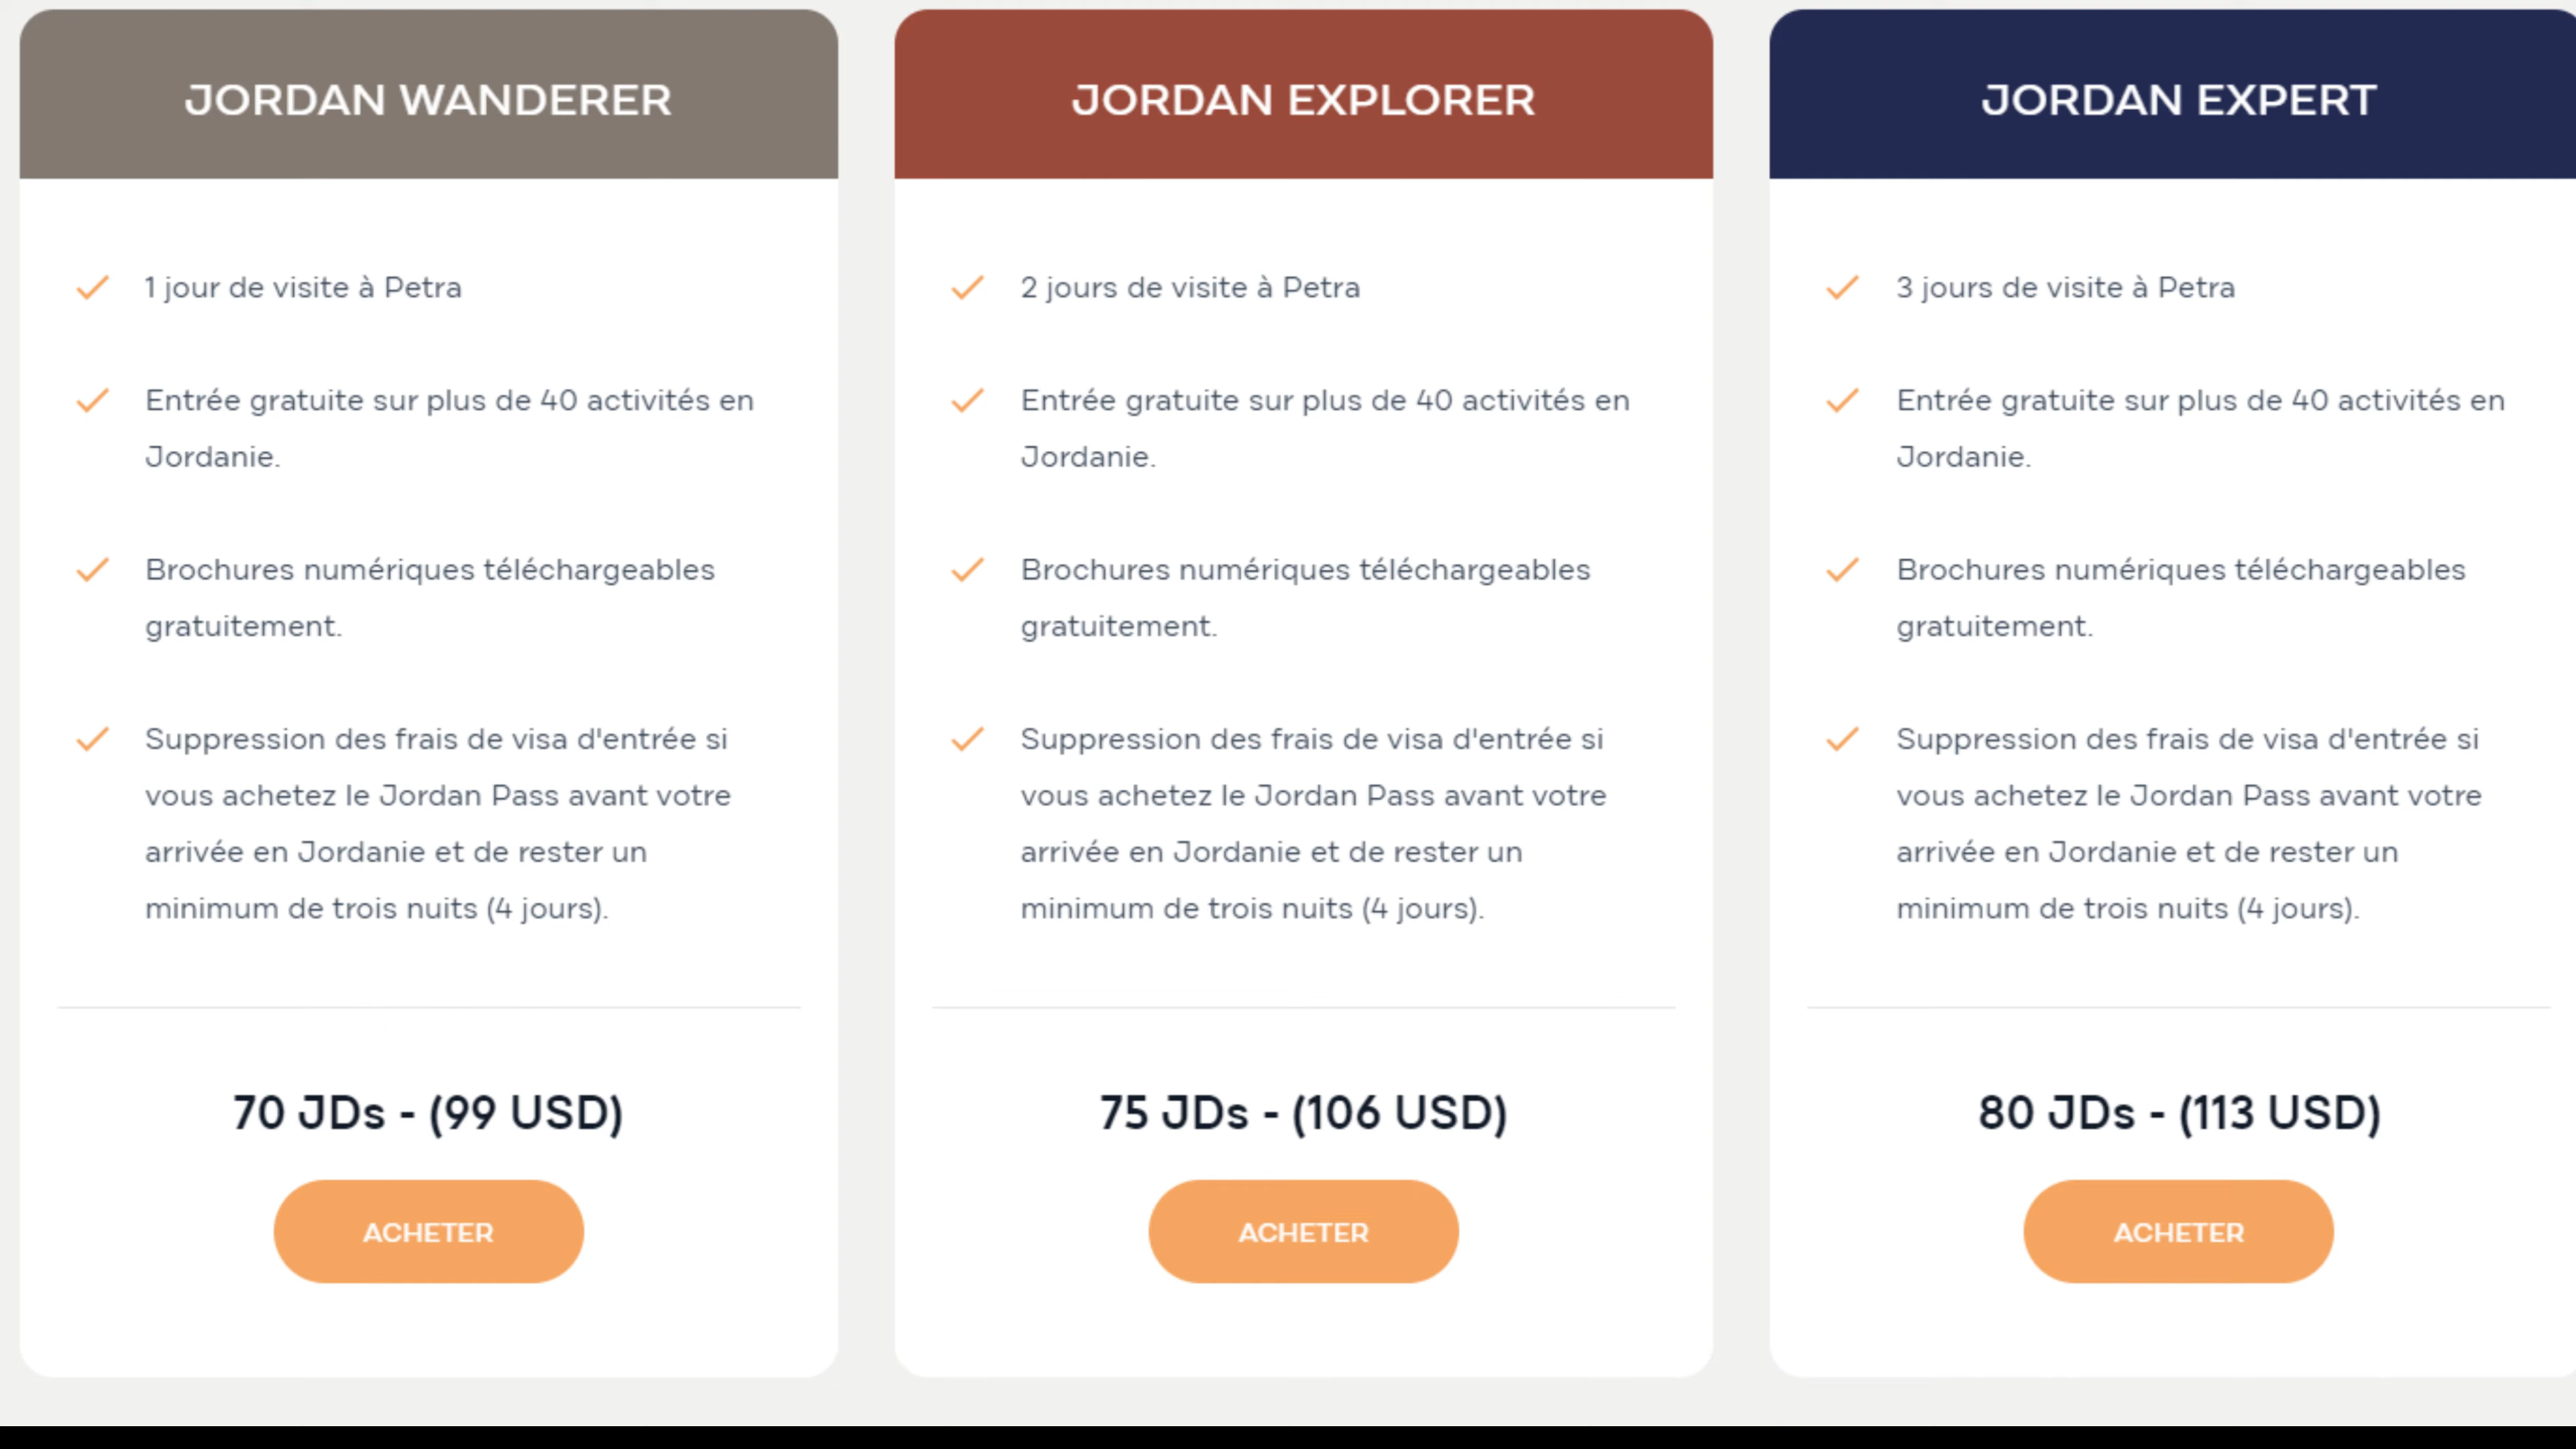 JORDAN WANDERER
1 jour de visite à Petra
Entrée gratuite sur plus de 40 activités en
Jordanie.
Brochures numériques téléchargeables
gratuitement.
Suppression des frais de visa d'entrée si
vous achetez le Jordan Pass avant votre
arrivée en Jordanie et de rester un
minimum de trois nuits (4 jours).
70 JDs - (99 USD)
ACHETER
JORDAN EXPLORER
2 jours de visite à Petra
Entrée gratuite sur plus de 40 activités en
Jordanie.
Brochures numériques téléchargeables
gratuitement.
Suppression des frais de visa d'entrée si
vous achetez le Jordan Pass avant votre
arrivée en Jordanie et de rester un
minimum de trois nuits (4 jours).
75 JDs - (106 USD)
ACHETER
JORDAN EXPERT
3 jours de visite à Petra
Entrée gratuite sur plus de 40 activités en
Jordanie.
Brochures numériques téléchargeables
gratuitement.
Suppression des frais de visa d'entrée si
vous achetez le Jordan Pass avant votre
arrivée en Jordanie et de rester un
minimum de trois nuits (4 jours).
80 JDs - (113 USD)
ACHETER